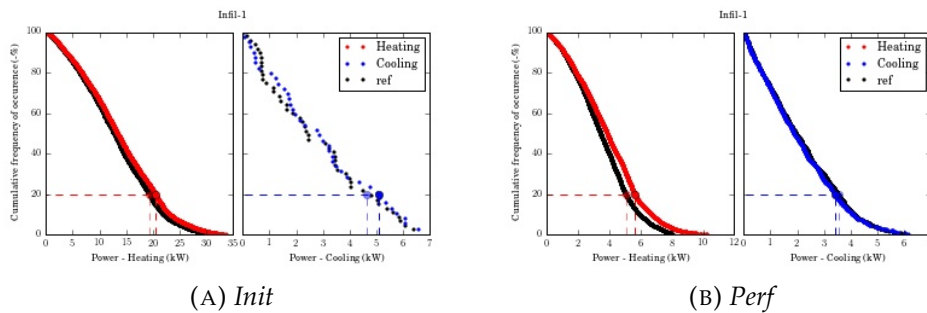 Infil-1
Cumulative frequency of occurence (-%)
100
80
60
40
20
0
0 5 10 15 20 25 30 35
Power - Heating (kW)
Heating
Cooling
ref
0 1 2 3 4 5 6 7
Power - Cooling (kW)
(A) Init
Infil-1
Cumulative frequency of occurence (-%)
100
80
60
40
20
0
0 2 4 6 8 10 12
Power - Heating (kW)
Heating
Cooling
ref
0 1 2 3 4 5 6
Power - Cooling (kW)
(B) Perf